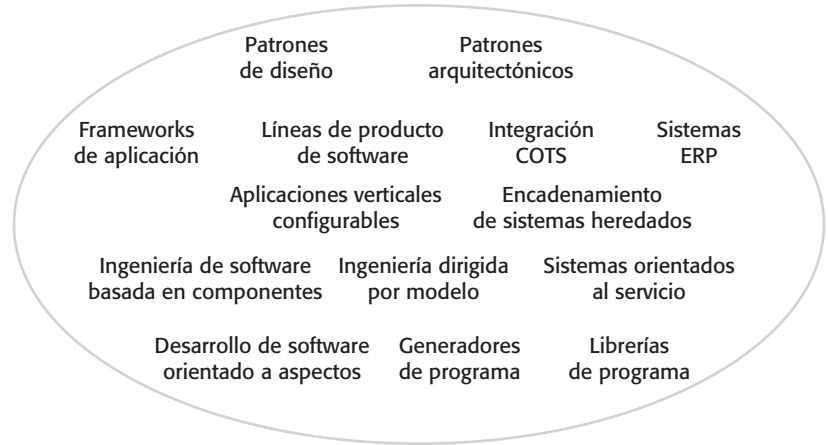 Patrones
de diseño
Patrones
arquitectónicos
Frameworks
de aplicación
Líneas de producto
de software
Integración
COTS
Sistemas
ERP
Aplicaciones verticales
configurables
Encadenamiento
de sistemas heredados
Ingeniería de software
basada en componentes
Ingeniería dirigida
por modelo
Sistemas orientados
al servicio
Desarrollo de software
orientado a aspectos
Generadores
de programa
Librerías
de programa